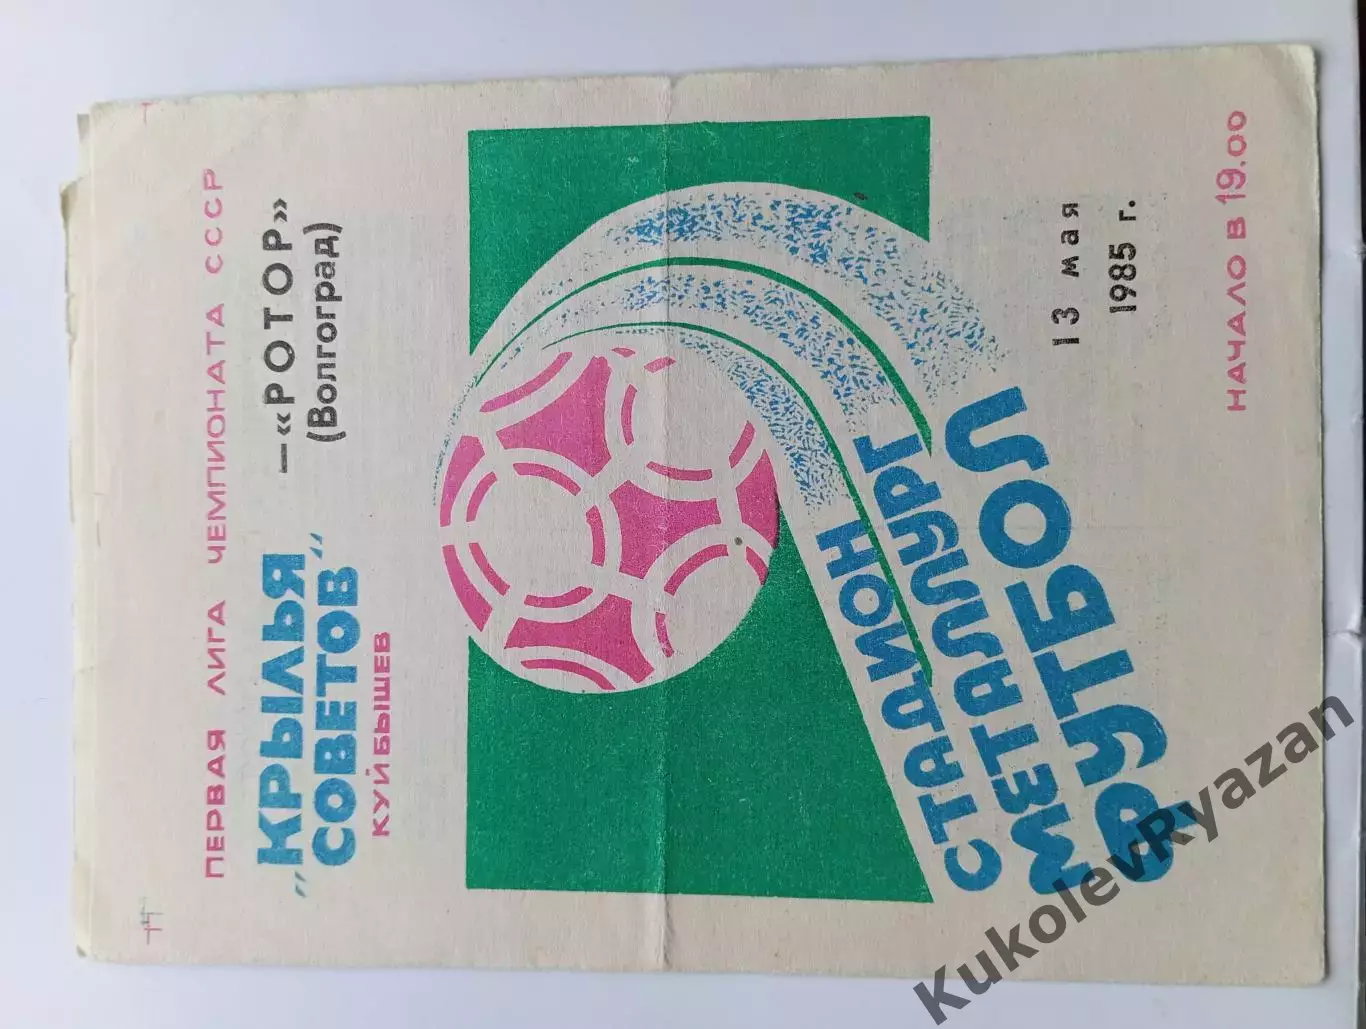 ПЕРВАЯ ЛИГА ЧЕМПИОНАТА СССР
„КРЫЛЬЯ
СОВЕТОВ“
КУЙБЫШЕВ
—«РОТОР»
(Волгоград)
СТАДИОН
МЕТАЛЛУРГ
ФУТБОЛ
13 мая
1985 г.
НАЧАЛО В 19.00
KukolevRyazan